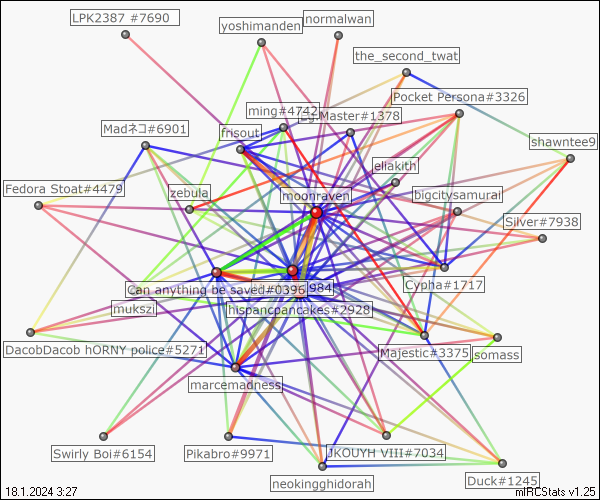 LPK2387 #7690
normalwan
yoshimanden
the_second_twat
Pocket Persona#3326
ming#4742
Master#1378
Madネコ#6901
frisout
shawntee9
ellakith
Fedora Stoat#4479
zebula
moonraven
bigcitysamurai
Silver#7938
Can anything be saved#0396
984
Cypha#1717
mukszi
hispancpancakes#2928
DacobDacob hORNY police#5271
Majestic#3375
somass
marcemadness
Swirly Boi#6154
Pikabro#9971
JKOUYH VIII#7034
neokingghidorah
Duck#1245
18.1.2024 3:27
mIRCStats v1.25